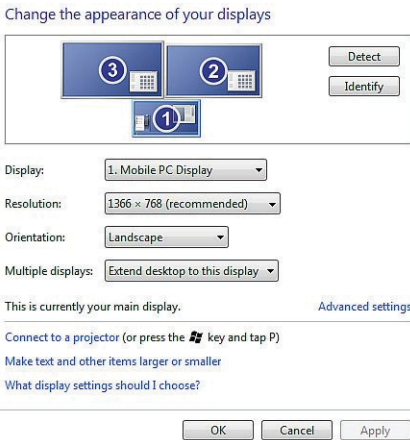 Change the appearance of your displays
3
2
1
Detect
Identify
Display:
1. Mobile PC Display
Resolution:
1366 × 768 (recommended)
Orientation:
Landscape
Multiple displays:
Extend desktop to this display
This is currently your main display.
Advanced settings
Connect to a projector (or press the key and tap P)
Make text and other items larger or smaller
What display settings should I choose?
OK
Cancel
Apply